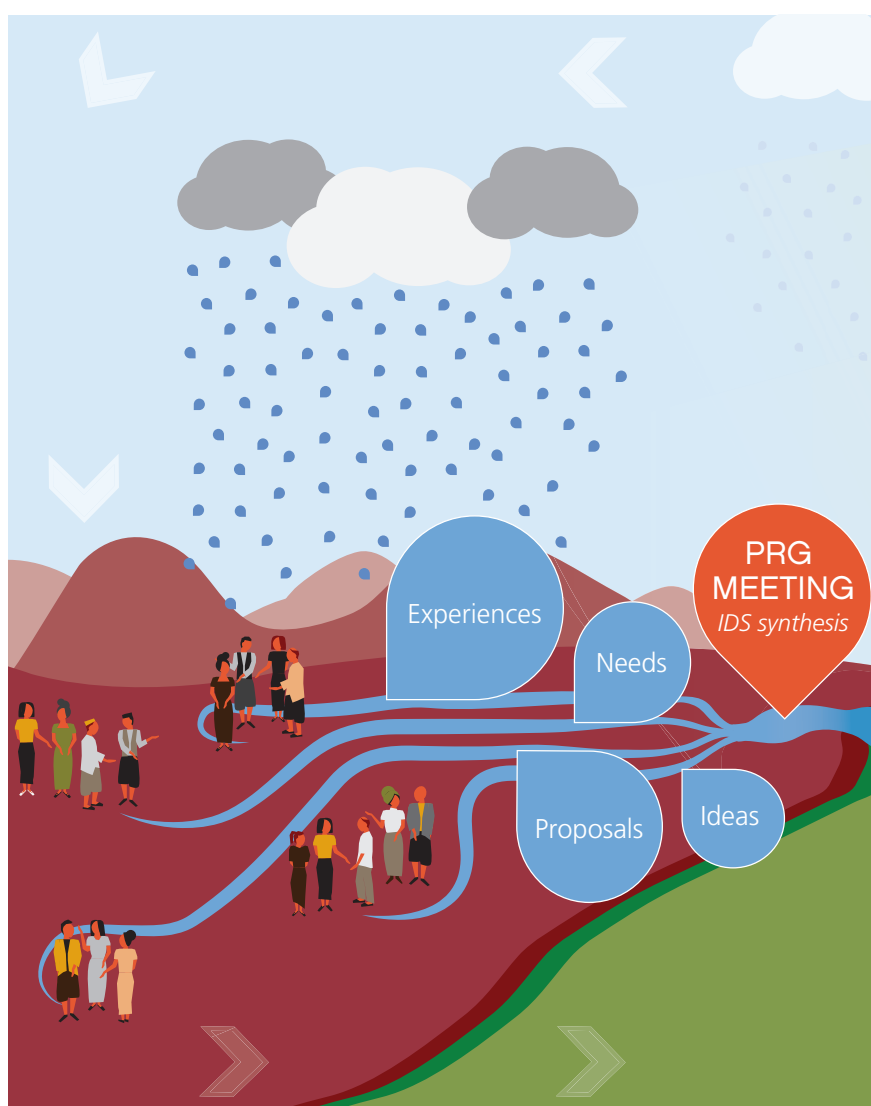 PRG
MEETING
IDS synthesis
Experiences
Needs
Proposals
Ideas